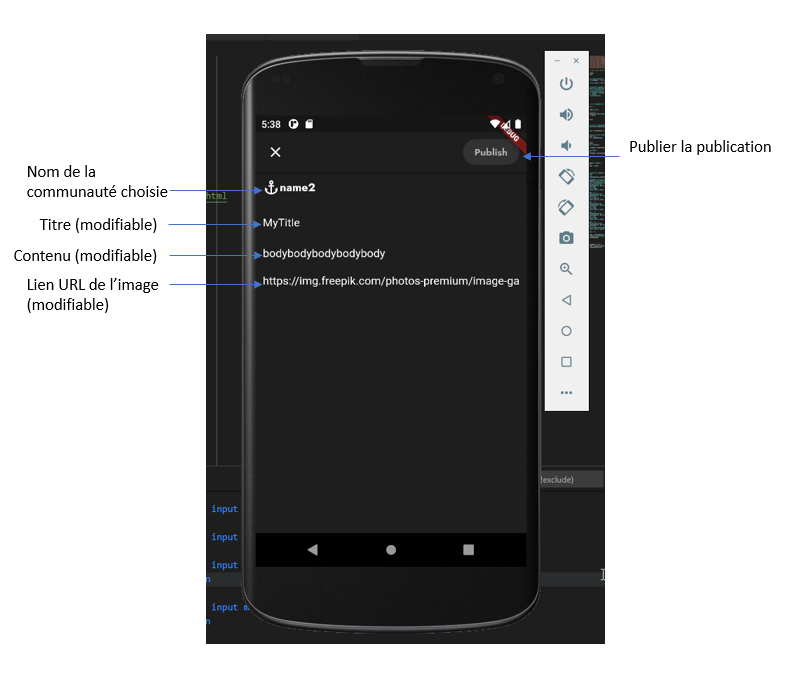 5:38
DEBUG
Publish
Publier la publication
Nom de la
communauté choisie
name2
html
Titre (modifiable)
MyTitle
Contenu (modifiable)
bodybodybodybodybody
Lien URL de l’image
(modifiable)
https://img.freepik.com/photos-premium/image-ga
!exclude)
input
input
input
n
input m
n